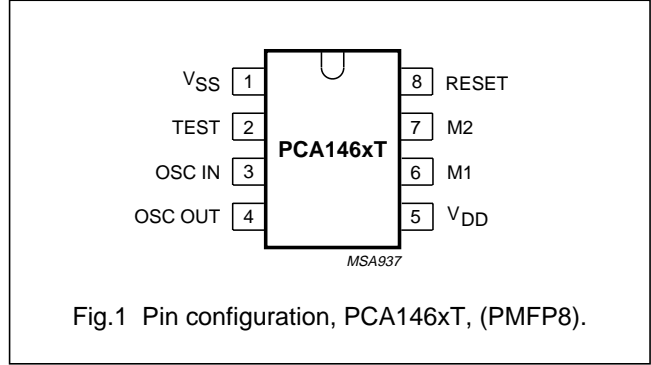 VSS 1 8 RESET
TEST 2 7 M2
PCA146xT
OSC IN 3 6 M1
OSC OUT 4 5 VDD
MSA937
Fig.1 Pin configuration, PCA146xT, (PMFP8).